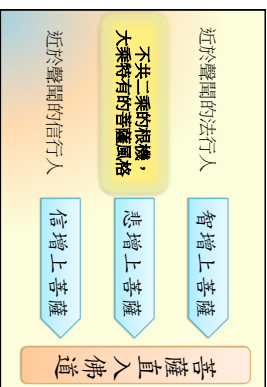 近於聲聞的法行人
智增上菩薩
不共二乘的根機，
大乘特有的菩薩風格
悲增上菩薩
近於聲聞的信行人
信增上菩薩
菩薩直入佛道